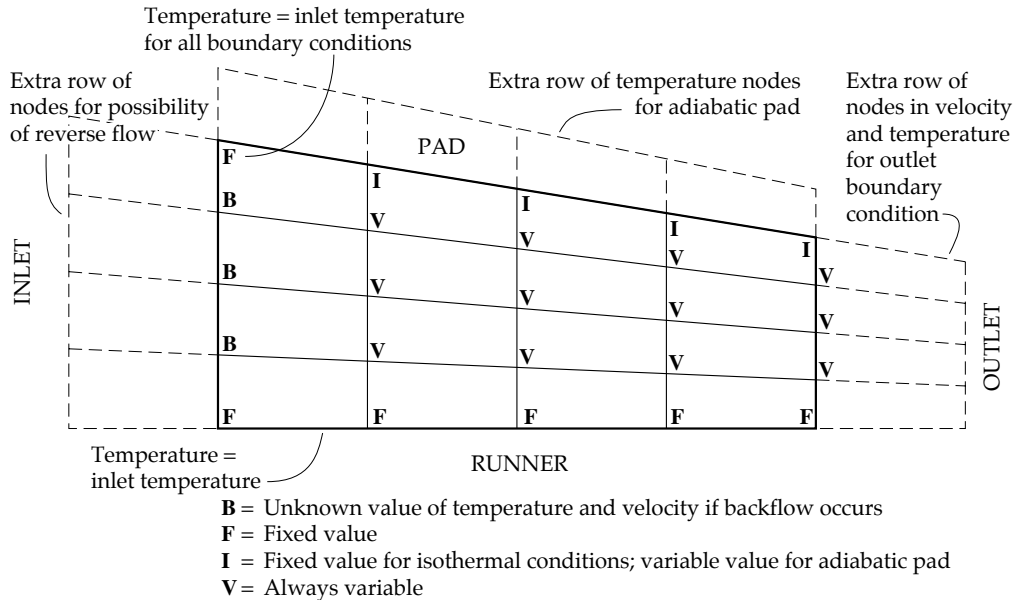 Temperature = inlet temperature
for all boundary conditions
Extra row of
nodes for possibility
of reverse flow
Extra row of temperature nodes
for adiabatic pad
Extra row of
nodes in velocity
and temperature
for outlet
boundary
condition
PAD
F
I
I
I
I
B
V
V
V
V
B
V
V
V
V
B
V
V
V
V
F
F
F
F
F
INLET
OUTLET
Temperature =
inlet temperature
RUNNER
B = Unknown value of temperature and velocity if backflow occurs
F = Fixed value
I = Fixed value for isothermal conditions; variable value for adiabatic pad
V = Always variable